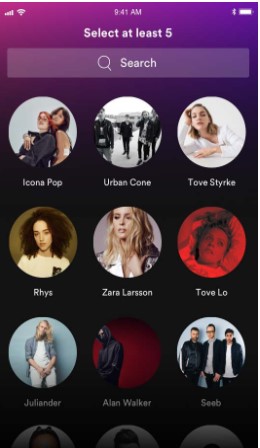 9:41 AM
Select at least 5
Search
Icona Pop
Urban Cone
Tove Styrke
Rhys
Zara Larsson
Tove Lo
Juliander
Alan Walker
Seeb